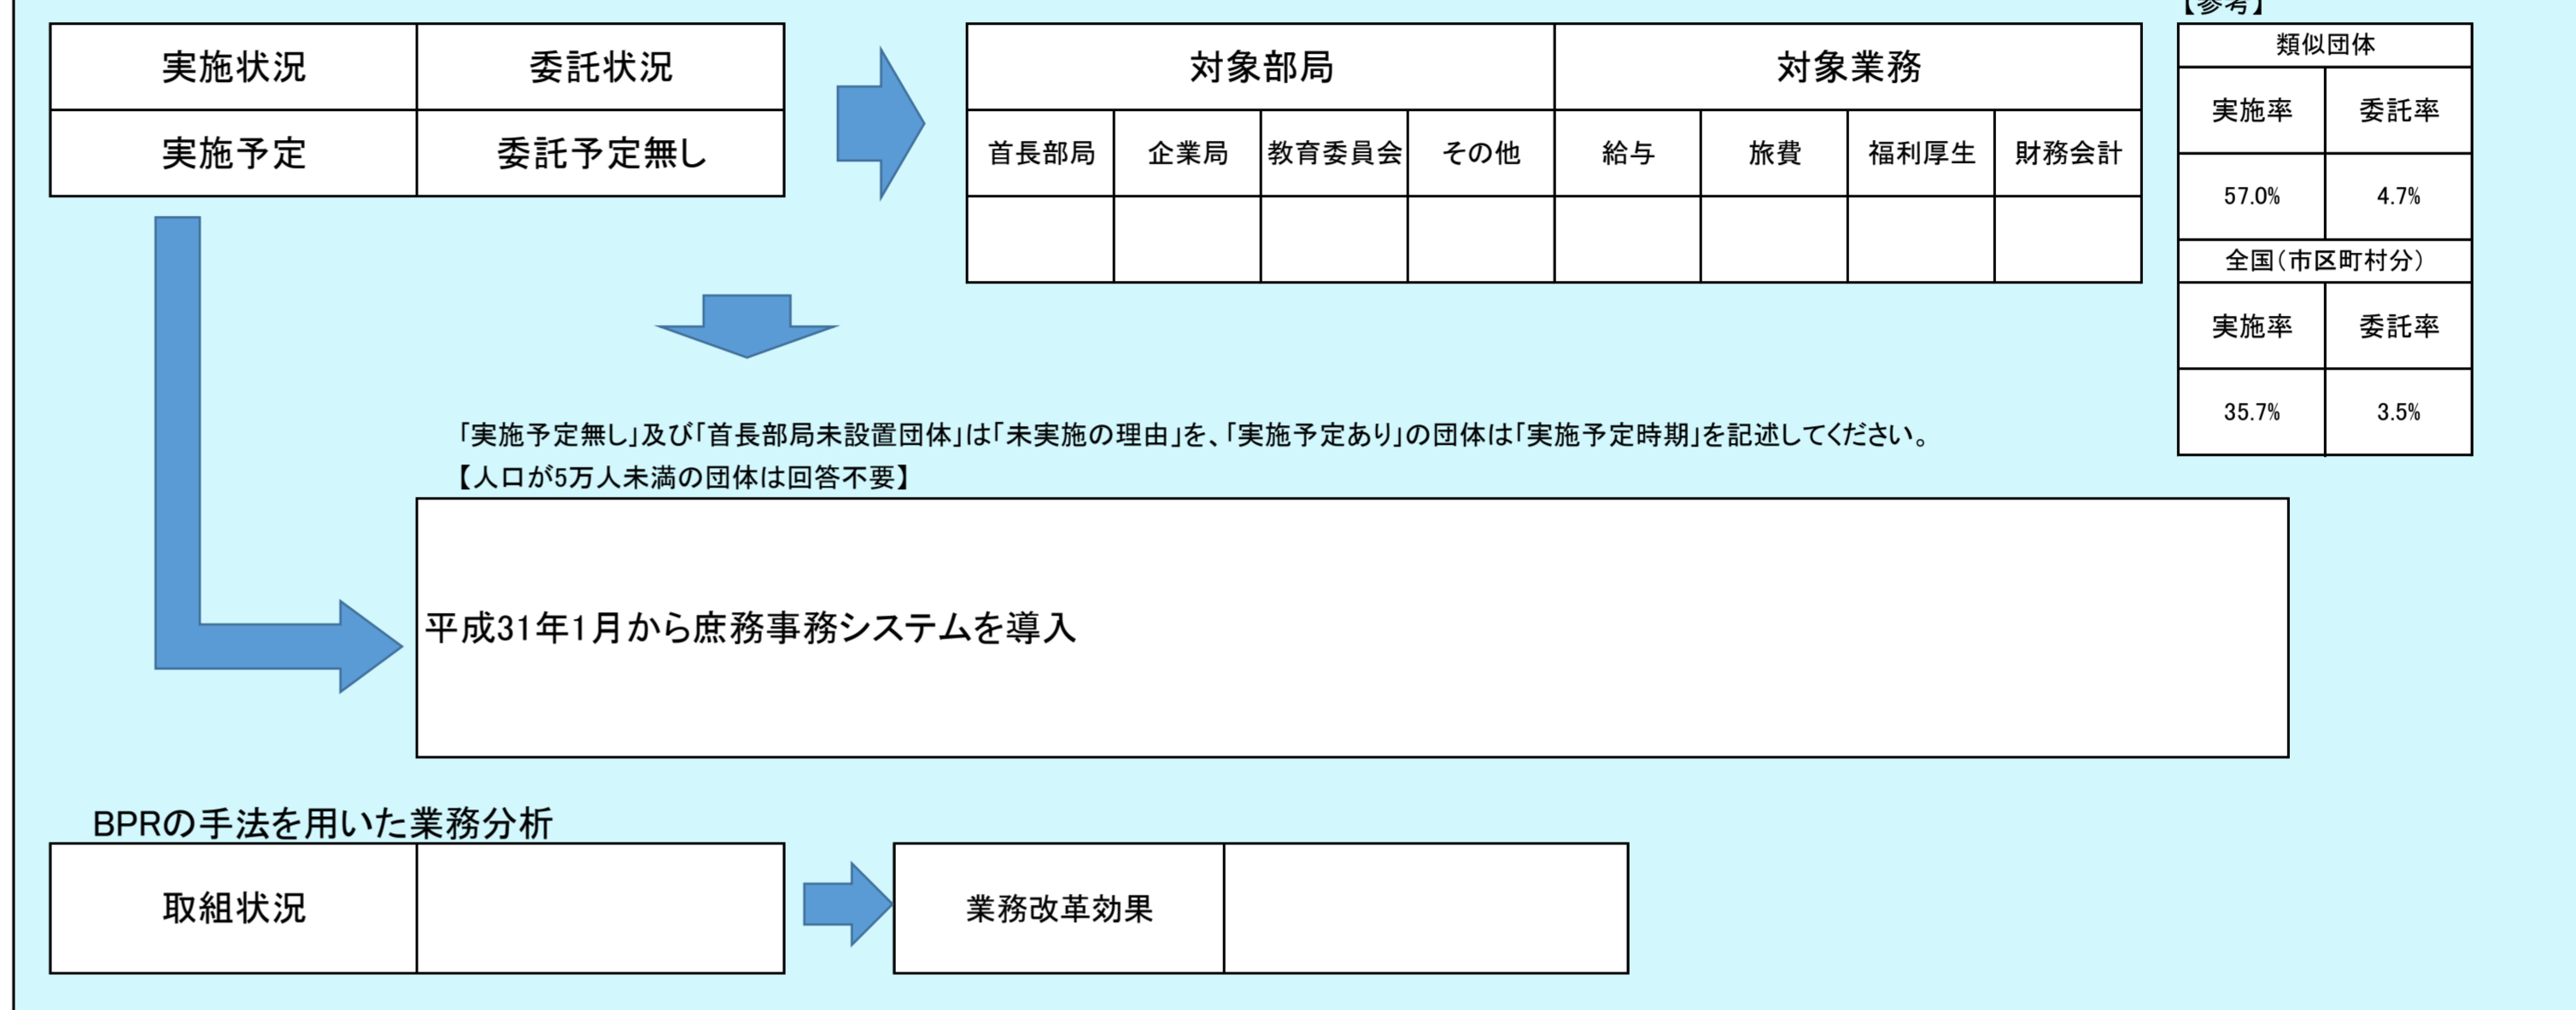 【参考】
実施状況 委託状況
実施予定 委託予定無し
対象部局 対象業務
首長部局 企業局 教育委員会 その他 給与 旅費 福利厚生 財務会計
類似団体
実施率 委託率
57.0% 4.7%
全国（市区町村分）
実施率 委託率
35.7% 3.5%
「実施予定無し」及び「首長部局未設置団体」は「未実施の理由」を、「実施予定あり」の団体は「実施予定時期」を記述してください。
【人口が5万人未満の団体は回答不要】
平成31年1月から庶務事務システムを導入
BPRの手法を用いた業務分析
取組状況
業務改革効果